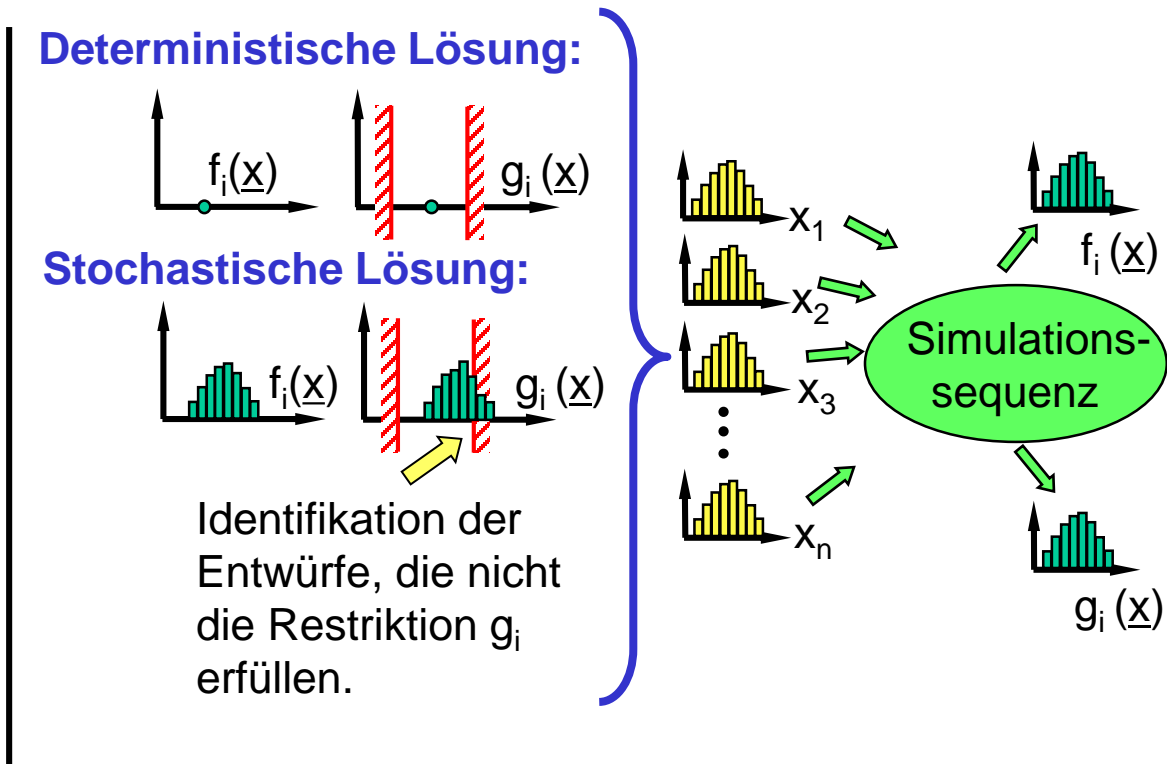 Deterministische Lösung:
fi(x)
gi (x)
Stochastische Lösung:
fi(x)
gi (x)
Identifikation der
Entwürfe, die nicht
die Restriktion gi
erfüllen.
x1
x2
x3
xn
Simulations-
sequenz
fi (x)
gi (x)